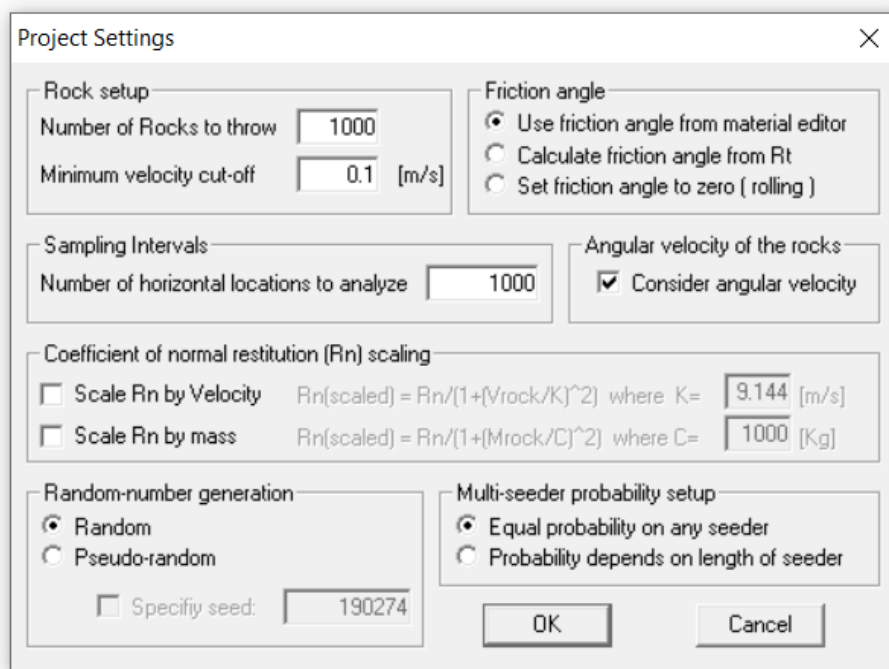 Project Settings
Rock setup
Number of Rocks to throw 1000
Minimum velocity cut-off 0.1 [m/s]
Friction angle
Use friction angle from material editor
Calculate friction angle from Rt
Set friction angle to zero ( rolling )
Sampling Intervals
Number of horizontal locations to analyze 1000
Angular velocity of the rocks
Consider angular velocity
Coefficient of normal restitution (Rn) scaling
Scale Rn by Velocity Rn(scaled) = Rn/(1+(Vrock/K)^2) where K= 9.144 [m/s]
Scale Rn by mass Rn(scaled) = Rn/(1+(Mrock/C)^2) where C= 1000 [Kg]
Random-number generation
Random
Pseudo-random
Specifiy seed: 190274
Multi-seeder probability setup
Equal probability on any seeder
Probability depends on length of seeder
OK Cancel